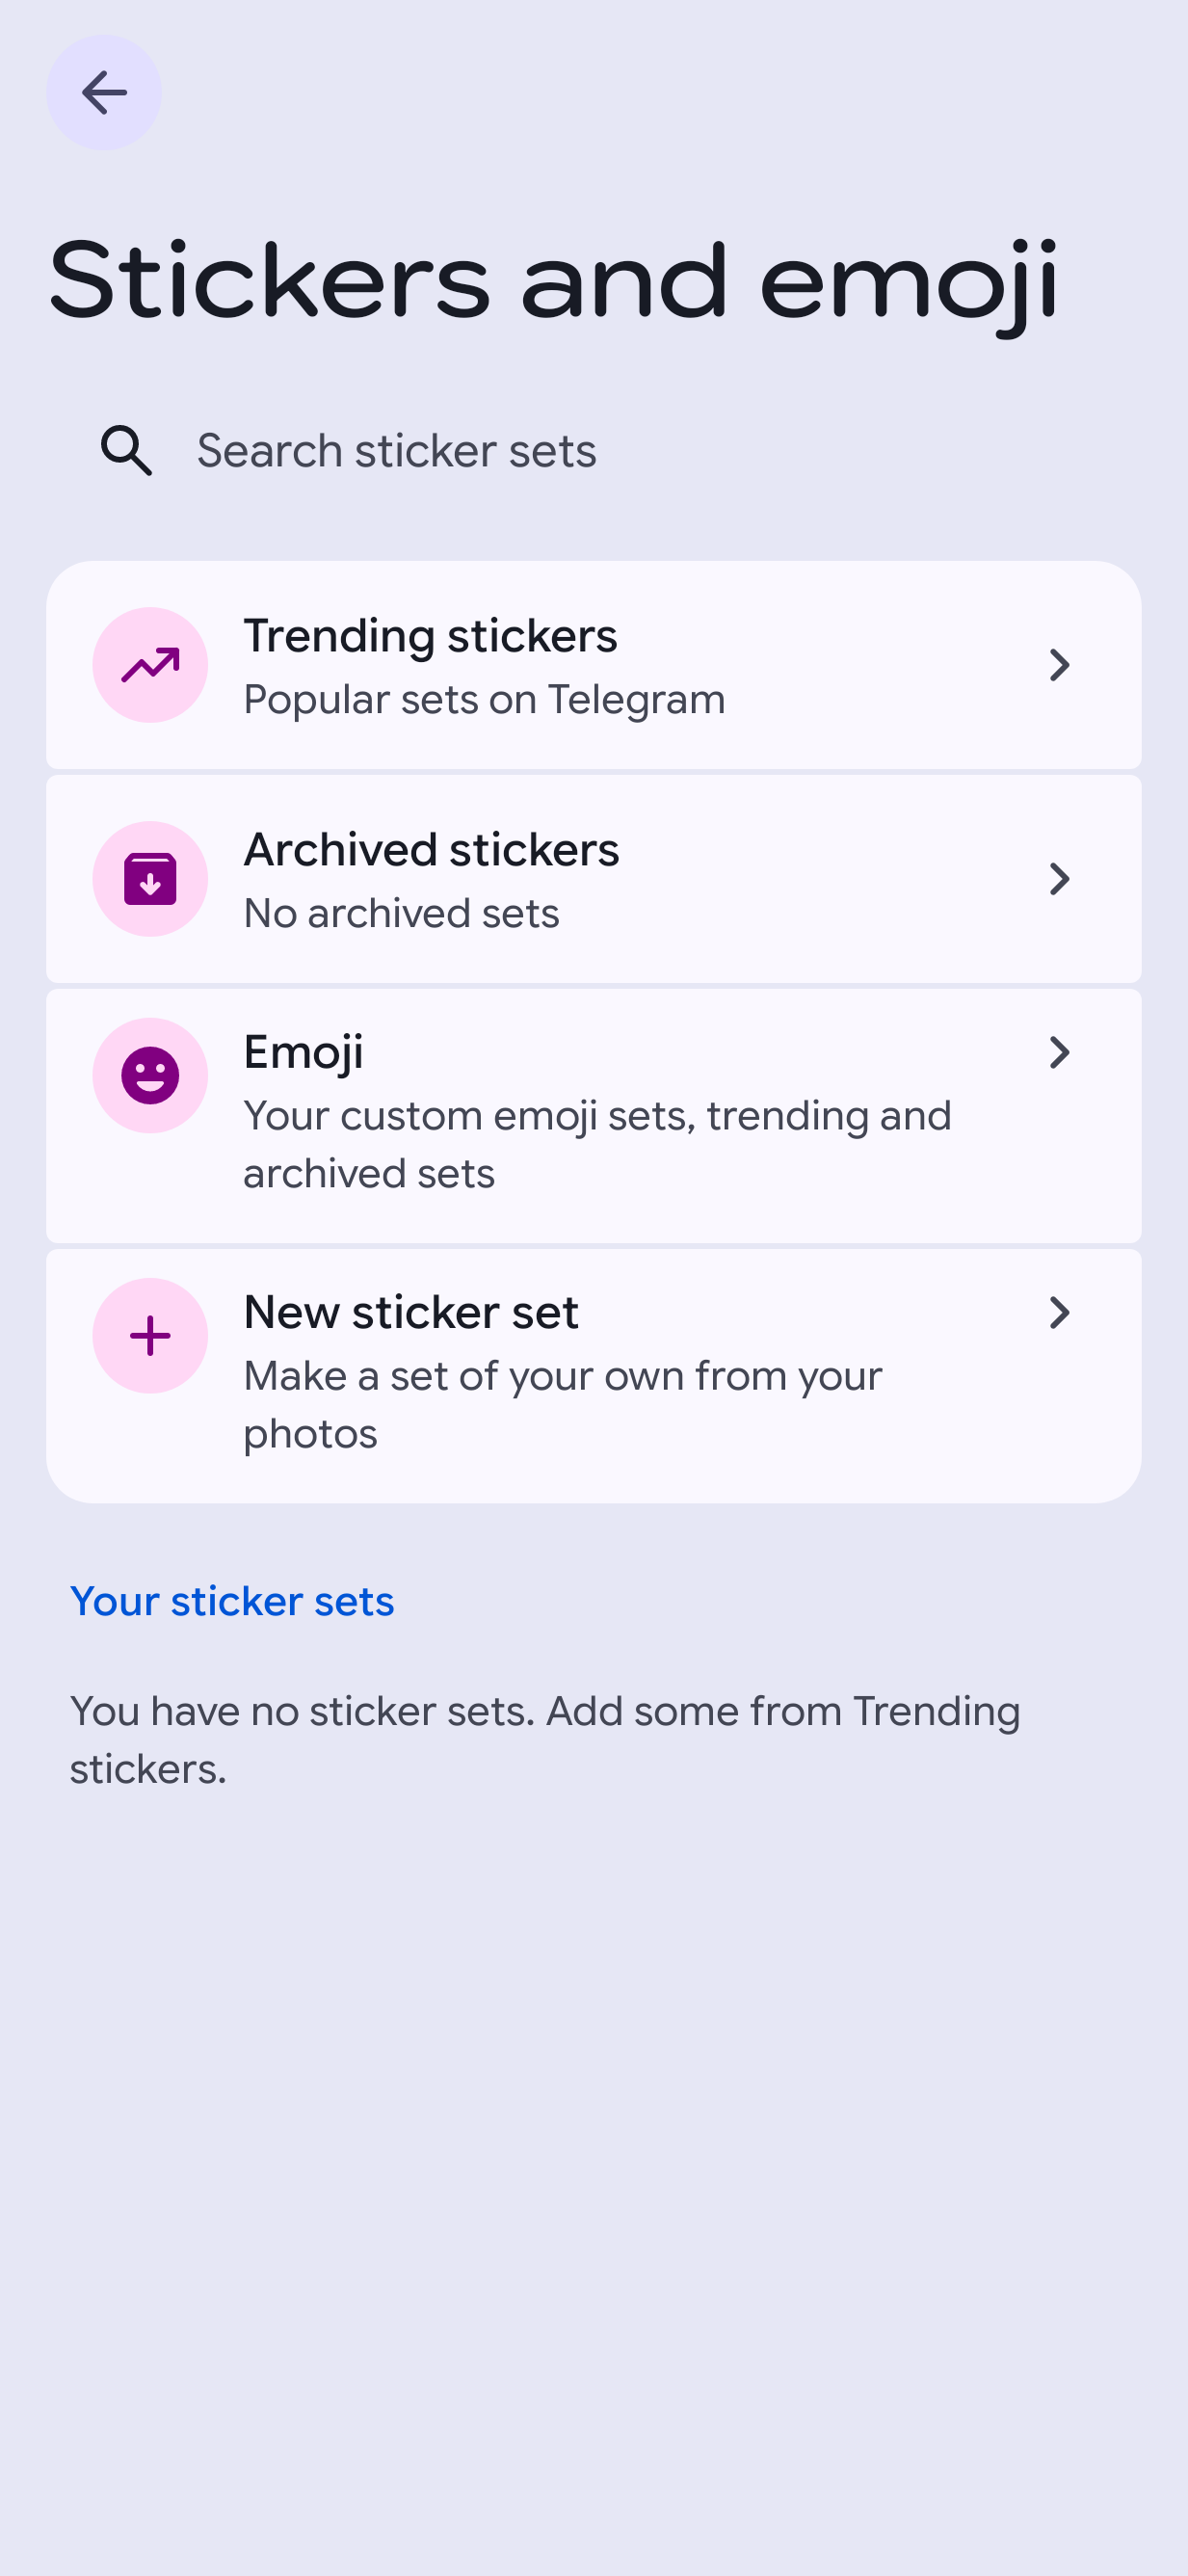 Stickers and emoji
Search sticker sets
Trending stickers
Popular sets on Telegram
Archived stickers
No archived sets
Emoji
Your custom emoji sets, trending and
archived sets
New sticker set
Make a set of your own from your
photos
Your sticker sets
You have no sticker sets. Add some from Trending
stickers.